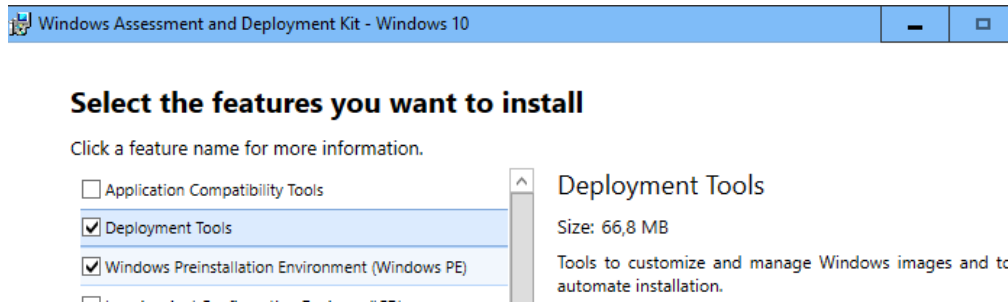 Windows Assessment and Deployment Kit - Windows 10
Select the features you want to install
Click a feature name for more information.
Application Compatibility Tools
Deployment Tools
Windows Preinstallation Environment (Windows PE)
Deployment Tools
Size: 66,8 MB
Tools to customize and manage Windows images and to
automate installation.